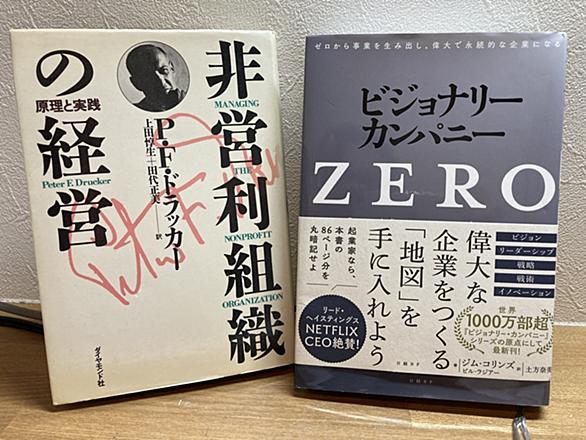 非営利組織
の経営
原理と実践
MANAGING
THE
NONPROFIT
ORGANIZATION
Peter F. Drucker
P・F・ドラッカー
上田惇生+田代正美──訳
ダイヤモンド社
ゼロから事業を生み出し、偉大で永続的な企業になる
ビジョナリー
カンパニー
ZERO
偉大な
企業をつくる
「地図」を
手に入れよう
起業家なら、
本書の
86ページ分を
丸暗記せよ
リード・
ヘイスティングス
NETFLIX
CEO絶賛!
ビジョン
リーダーシップ
戦略
戦術
イノベーション
世界
1000万部超
「ビジョナリー・カンパニー」
シリーズの原点にして
最新刊!
ジム・コリンズ
ビル・ラジアー
著
土方奈美
訳
日経BP
日経BP